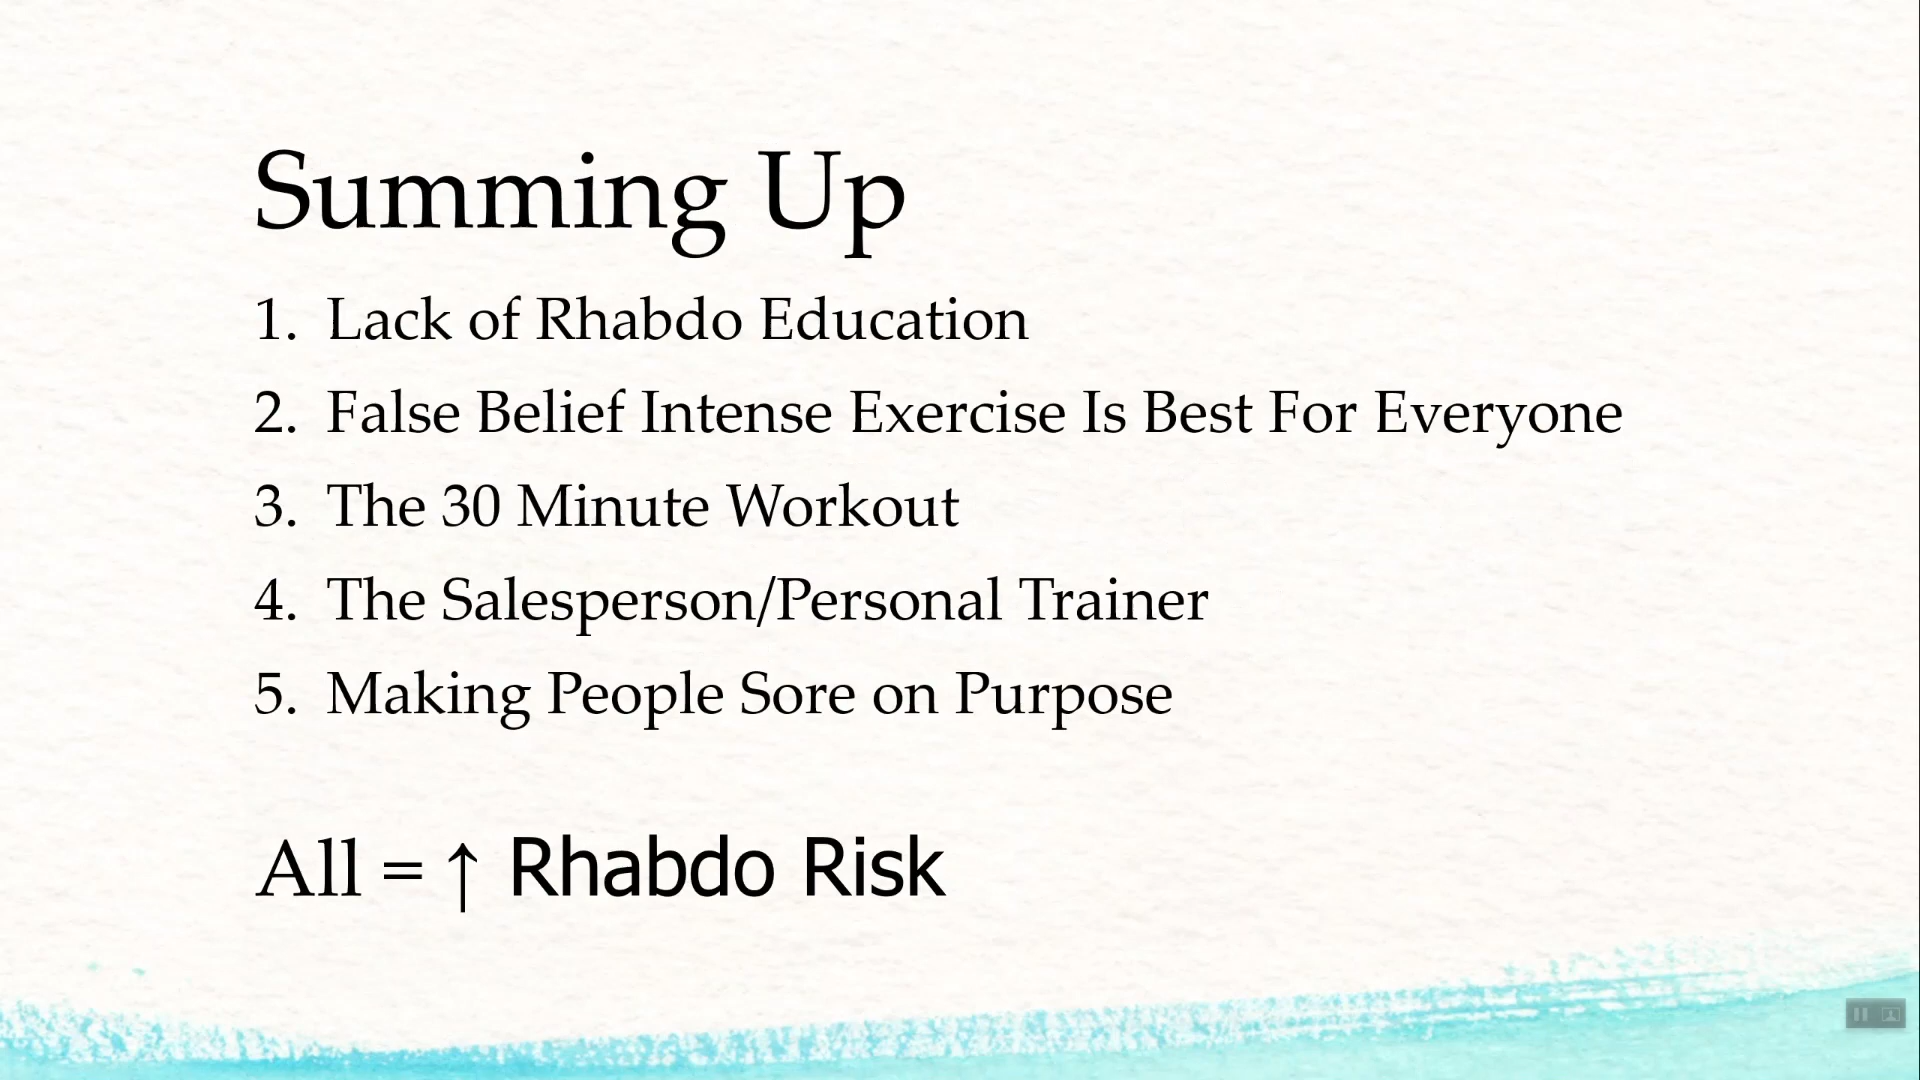 Summing Up
1. Lack of Rhabdo Education
2. False Belief Intense Exercise Is Best For Everyone
3. The 30 Minute Workout
4. The Salesperson/Personal Trainer
5. Making People Sore on Purpose
All = ↑ Rhabdo Risk